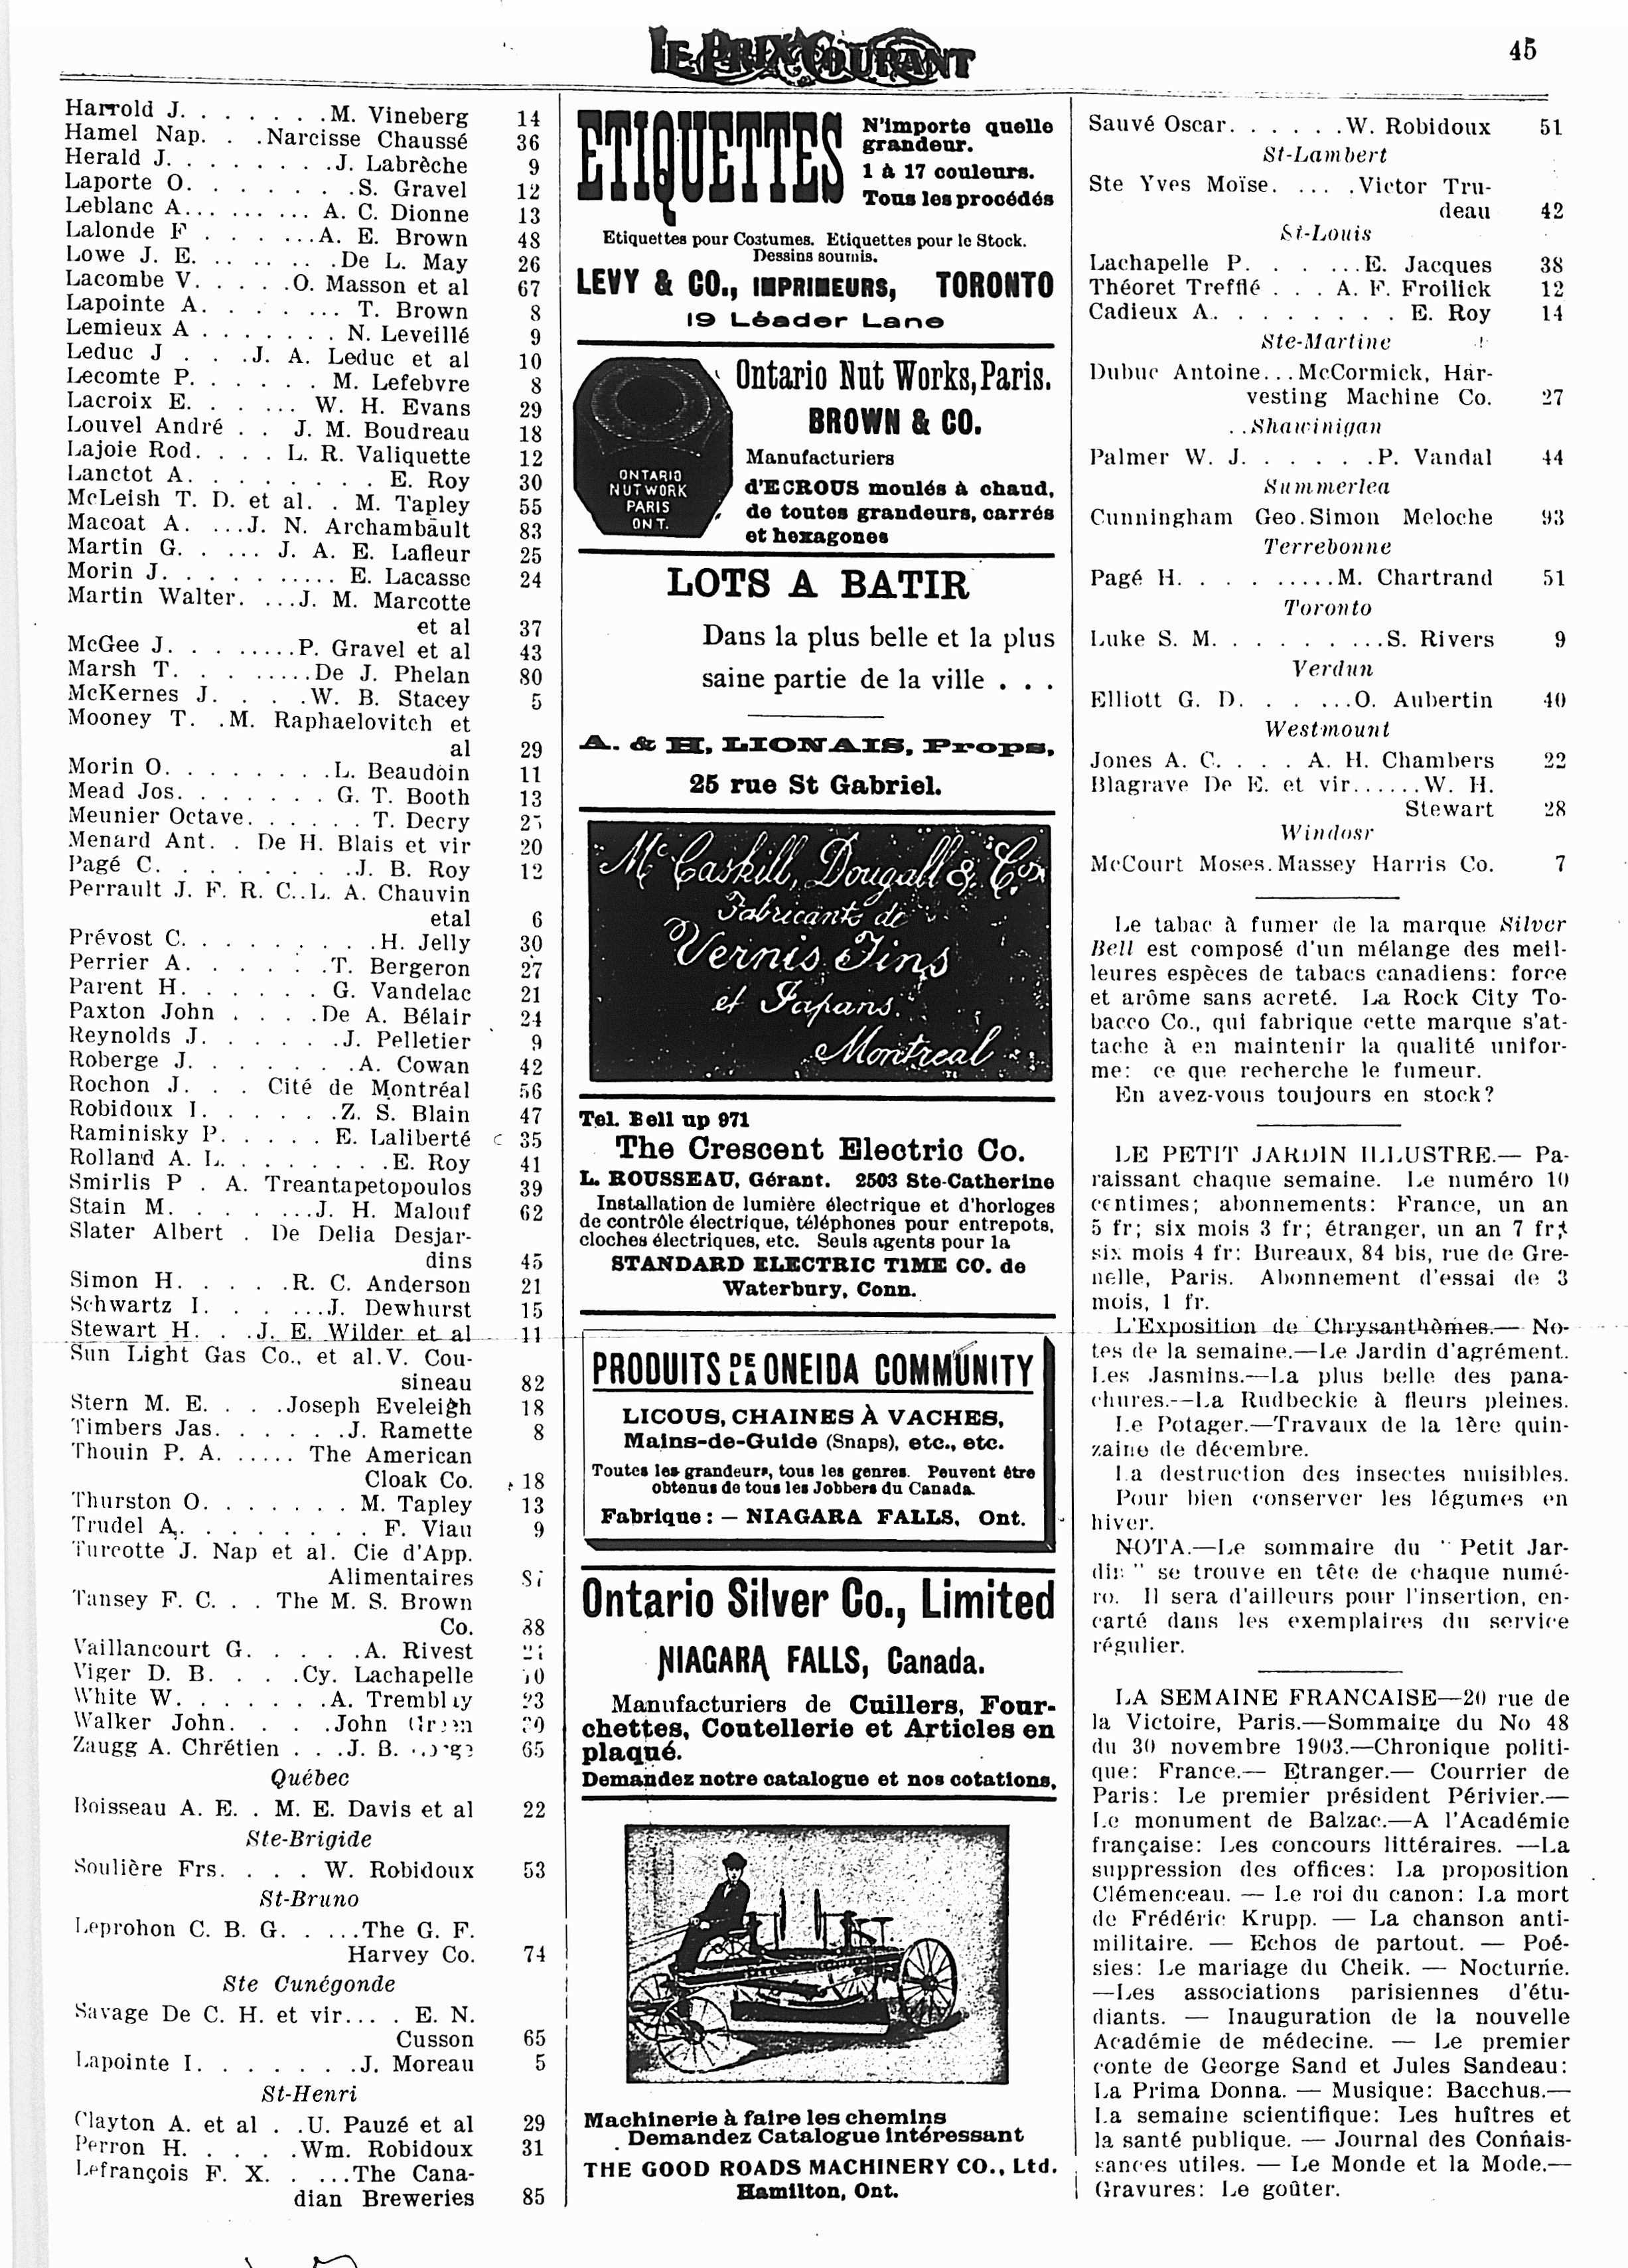 LE PRIX COURANT
45
Harrold J. . . . . . . .M. Vineberg 14
Hamel Nap. . .Narcisse Chaussé 36
Herald J. . . . . . . . .J. Labrèche 9
Laporte O. . . . . . . .S. Gravel 12
Leblanc A... ... ... A. C. Dionne 13
Lalonde F . . . ...A. E. Brown 48
Lowe J. E. .. .. .. .De L. May 26
Lacombe V. . . . .O. Masson et al 67
Lapointe A. . . . . ... T. Brown 8
Lemieux A . . . . . . . N. Leveillé 9
Leduc J . . .J. A. Leduc et al 10
Lecomte P. . . . . . M. Lefebvre 8
Lacroix E. . . ... W. H. Evans 29
Louvel André . . J. M. Boudreau 18
Lajoie Rod. . . . L. R. Valiquette 12
Lanctot A. . . . . . . . . E. Roy 30
McLeish T. D. et al. . M. Tapley 55
Macoat A. ...J. N. Archambault 83
Martin G. . ... J. A. E. Lafleur 25
Morin J. . . . . ..... E. Lacasse 24
Martin Walter. ...J. M. Marcotte
et al 37
McGee J. . . . .....P. Gravel et al 43
Marsh T. . . .....De J. Phelan 80
McKernes J. . . .W. B. Stacey 5
Mooney T. .M. Raphaelovitch et
al 29
Morin O. . . . . . . .L. Beaudoin 11
Mead Jos. . . . . . . G. T. Booth 13
Meunier Octave. . . . . . T. Decry
Menard Ant. . De H. Blais et vir 20
Pagé C. . . . . . . . .J. B. Roy 12
Perrault J. F. R. C..L. A. Chauvin
etal 6
Prévost C. . . . . . . . .H. Jelly 30
Perrier A. . . . . . .T. Bergeron 27
Parent H. . . . . . G. Vandelac 21
Paxton John . . . .De A. Bélair 24
Reynolds J. . . . . . .J. Pelletier 9
Roberge J. . . . . . . .A. Cowan 42
Rochon J. . . Cité de Montréal 56
Robidoux I. . . . . . .Z. S. Blain 47
Raminisky P. . . . . E. Laliberté 35
Rolland A. L. . . . . . . .E. Roy 41
Smirlis P . A. Treantapetopoulos 39
Stain M. . . . ...J. H. Malouf 62
Slater Albert . De Delia Desjar-
dins 45
Simon H. . . . .R. C. Anderson 21
Schwartz I. . . ...J. Dewhurst 15
Stewart H. . .J. E. Wilder et al 11
Sun Light Gas Co., et al.V. Cou-
sineau 82
Stern M. E. . . .Joseph Eveleigh 18
Timbers Jas. . . . . .J. Ramette 8
Thouin P. A. ..... The American
Cloak Co. 18
Thurston O. . . . . . . M. Tapley 13
Trudel A. . . . . . . . . F. Viau 9
Turcotte J. Nap et al. Cie d'App.
Alimentaires
Tansey F. C. . . The M. S. Brown
Co. 38
Vaillancourt G. . . . . .A. Rivest
Viger D. B. . . .Cy. Lachapelle
White W. . . . . . .A. Tremblay 23
Walker John. . . .John Green
Zaugg A. Chrétien . . .J. B. 65
Québec
Boisseau A. E. . M. E. Davis et al 22
Ste-Brigide
Soulière Frs. . . . W. Robidoux 53
St-Bruno
Leprohon C. B. G. . ...The G. F.
Harvey Co. 74
Ste Cunégonde
Savage De C. H. et vir... . E. N.
Cusson 65
Lapointe I. . . . . . .J. Moreau 5
St-Henri
Clayton A. et al . .U. Pauzé et al 29
Perron H. . . . .Wm. Robidoux 31
Lefrançois F. X. . ...The Cana-
dian Breweries 85
ETIQUETTES
N'importe quelle
grandeur.
1 à 17 couleurs.
Tous les procédés
Etiquettes pour Costumes. Etiquettes pour le Stock.
Dessins soumis.
LEVY & CO., IMPRIMEURS, TORONTO
19 Léader Lane
ONTARIO
NUTWORK
PARIS
ONT.
Ontario Nut Works, Paris.
BROWN & CO.
Manufacturiers
d'ECROUS moulés à chaud,
de toutes grandeurs, carrés
et hexagones
LOTS A BATIR
Dans la plus belle et la plus
saine partie de la ville . . .
A. & H. LIONAIS, Props,
25 rue St Gabriel.
McCaskill, Dougall & Co.
Fabricants de
Vernis Fins
et Japans.
Montreal
Tel. Bell up 971
The Crescent Electric Co.
L. ROUSSEAU, Gérant. 2503 Ste-Catherine
Installation de lumière électrique et d'horloges
de contrôle électrique, téléphones pour entrepots,
cloches électriques, etc. Seuls agents pour la
STANDARD ELECTRIC TIME CO. de
Waterbury, Conn.
PRODUITS DE LA ONEIDA COMMUNITY
LICOUS, CHAINES À VACHES,
Mains-de-Guide (Snaps), etc., etc.
Toutes les grandeurs, tous les genres. Peuvent être
obtenus de tous les Jobbers du Canada.
Fabrique: — NIAGARA FALLS, Ont.
Ontario Silver Co., Limited
NIAGARA FALLS, Canada.
Manufacturiers de Cuillers, Four-
chettes, Coutellerie et Articles en
plaqué.
Demandez notre catalogue et nos cotations,
Machinerie à faire les chemins
Demandez Catalogue intéressant
THE GOOD ROADS MACHINERY CO., Ltd.
Hamilton, Ont.
Sauvé Oscar. . . . . .W. Robidoux 51
St-Lambert
Ste Yves Moïse. ... .Victor Tru-
deau 42
St-Louis
Lachapelle P. . . . ...E. Jacques 38
Théoret Trefflé . . . A. F. Froilick 12
Cadieux A. . . . . . . . . E. Roy 14
Ste-Martine
Dubuc Antoine...McCormick, Har-
vesting Machine Co. 27
..Shawinigan
Palmer W. J. . . . . . .P. Vandal 44
Summerlea
Cunningham Geo.Simon Meloche 93
Terrebonne
Pagé H. . . . .....M. Chartrand 51
Toronto
Luke S. M. . . . . . . . .S. Rivers 9
Verdun
Elliott G. D. . . ...O. Aubertin 40
Westmount
Jones A. C. . . . A. H. Chambers 22
Blagrave De E. et vir......W. H.
Stewart 28
Windosr
McCourt Moses.Massey Harris Co. 7
Le tabac à fumer de la marque Silver
Bell est composé d'un mélange des meil-
leures espèces de tabacs canadiens: force
et arôme sans acreté. La Rock City To-
bacco Co., qui fabrique cette marque s'at-
tache à en maintenir la qualité unifor-
me: ce que recherche le fumeur.
En avez-vous toujours en stock?
LE PETIT JARDIN ILLUSTRE.— Pa-
raissant chaque semaine. Le numéro 10
centimes; abonnements: France, un an
5 fr; six mois 3 fr; étranger, un an 7 fr;
six mois 4 fr: Bureaux, 84 bis, rue de Gre-
nelle, Paris. Abonnement d'essai de 3
mois, 1 fr.
L'Exposition de Chrysanthèmes.— No-
tes de la semaine.—Le Jardin d'agrément.
Les Jasmins.—La plus belle des pana-
chures.--La Rudbeckie à fleurs pleines.
Le Potager.—Travaux de la 1ère quin-
zaine de décembre.
La destruction des insectes nuisibles.
Pour bien conserver les légumes en
hiver.
NOTA.—Le sommaire du " Petit Jar-
din " se trouve en tête de chaque numé-
ro. Il sera d'ailleurs pour l'insertion, en-
carté dans les exemplaires du service
régulier.
LA SEMAINE FRANCAISE—20 rue de
la Victoire, Paris.—Sommaire du No 48
du 30 novembre 1903.—Chronique politi-
que: France.— Etranger.— Courrier de
Paris: Le premier président Périvier.—
Le monument de Balzac.—A l'Académie
française: Les concours littéraires. —La
suppression des offices: La proposition
Clémenceau. — Le roi du canon: La mort
de Frédéric Krupp. — La chanson anti-
militaire. — Echos de partout. — Poé-
sies: Le mariage du Cheik. — Nocturne.
—Les associations parisiennes d'étu-
diants. — Inauguration de la nouvelle
Académie de médecine. — Le premier
conte de George Sand et Jules Sandeau:
La Prima Donna. — Musique: Bacchus.—
La semaine scientifique: Les huîtres et
la santé publique. — Journal des Connais-
sances utiles. — Le Monde et la Mode.—
Gravures: Le goûter.